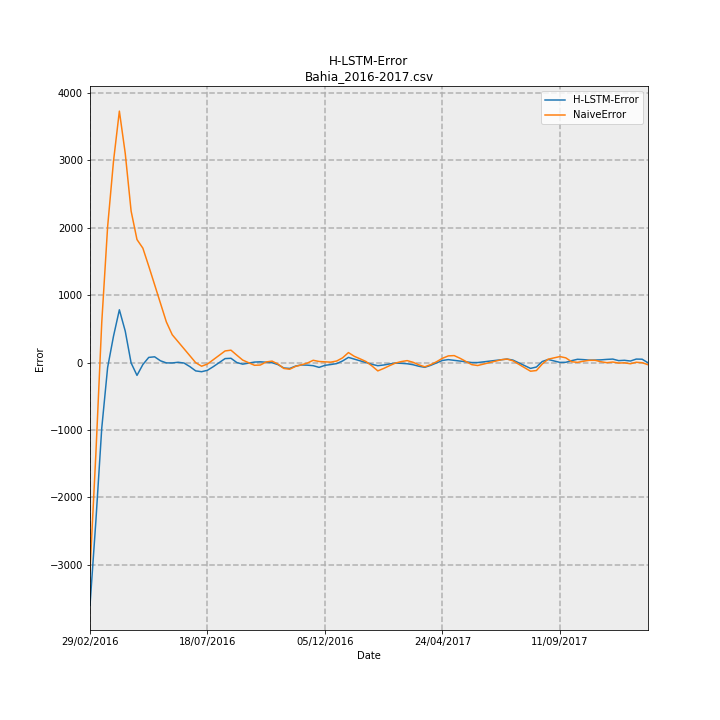 H-LSTM-Error
Bahia_2016-2017.csv
H-LSTM-Error
NaiveError
4000
3000
2000
1000
0
−1000
−2000
−3000
Error
29/02/2016
18/07/2016
05/12/2016
24/04/2017
11/09/2017
Date